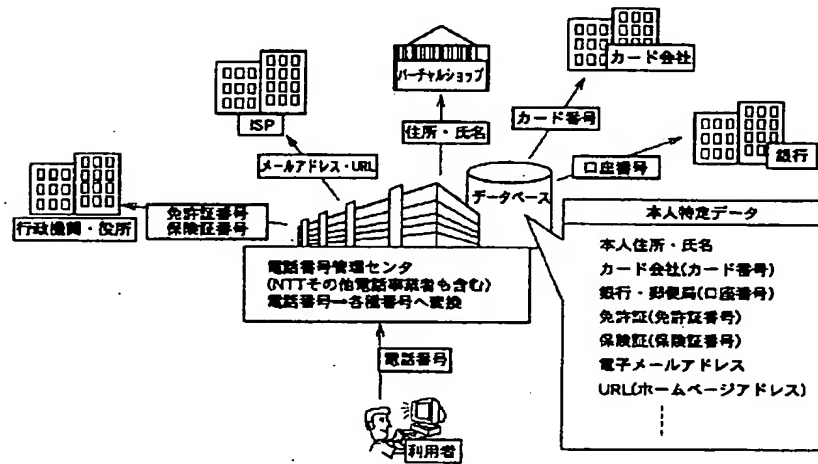 カード会社
バーチャルショップ
ISP
カード番号
住所・氏名
銀行
メールアドレス・URL
口座番号
データベース
免許証番号
保険証番号
行政機関・役所
本人特定データ
本人住所・氏名
カード会社(カード番号)
銀行・郵便局(口座番号)
免許証(免許証番号)
保険証(保険証番号)
電子メールアドレス
URL(ホームページアドレス)
電話番号管理センタ
(NTTその他電話事業者も含む)
電話番号→各種番号へ変換
電話番号
利用者